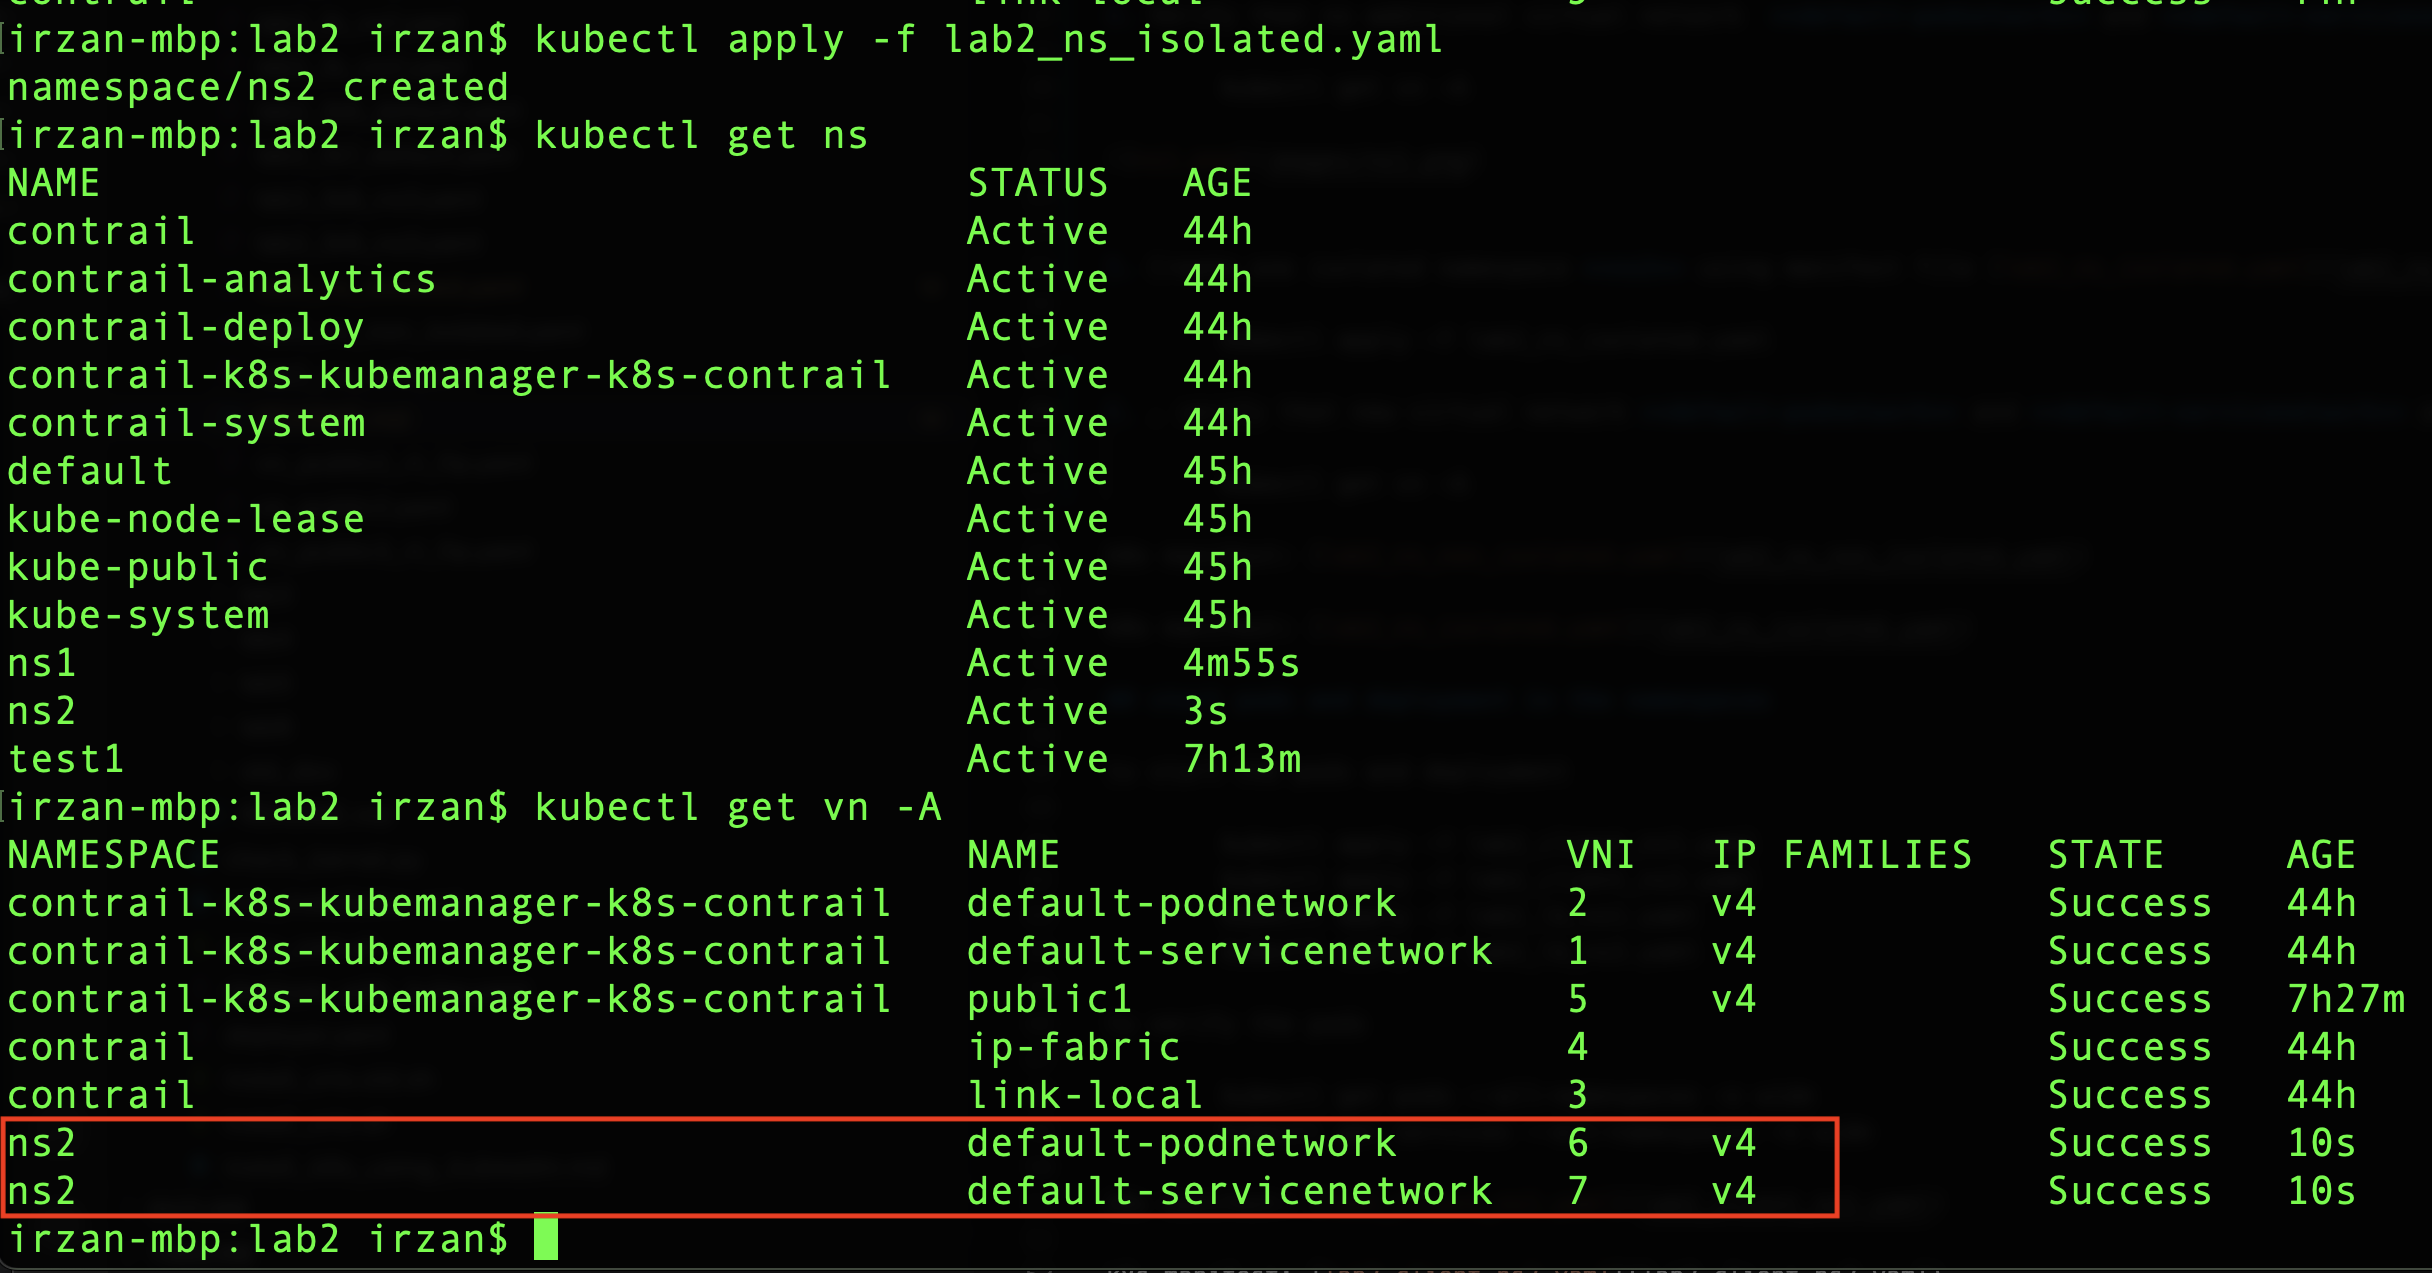 irzan-mbp:lab2 irzan$ kubectl apply -f lab2_ns_isolated.yaml
namespace/ns2 created
irzan-mbp:lab2 irzan$ kubectl get ns
NAME STATUS AGE
contrail Active 44h
contrail-analytics Active 44h
contrail-deploy Active 44h
contrail-k8s-kubemanager-k8s-contrail Active 44h
contrail-system Active 44h
default Active 45h
kube-node-lease Active 45h
kube-public Active 45h
kube-system Active 45h
ns1 Active 4m55s
ns2 Active 3s
test1 Active 7h13m
irzan-mbp:lab2 irzan$ kubectl get vn -A
NAMESPACE NAME VNI IP FAMILIES STATE AGE
contrail-k8s-kubemanager-k8s-contrail default-podnetwork 2 v4 Success 44h
contrail-k8s-kubemanager-k8s-contrail default-servicenetwork 1 v4 Success 44h
contrail-k8s-kubemanager-k8s-contrail public1 5 v4 Success 7h27m
contrail ip-fabric 4 Success 44h
contrail link-local 3 Success 44h
ns2 default-podnetwork 6 v4 Success 10s
ns2 default-servicenetwork 7 v4 Success 10s
irzan-mbp:lab2 irzan$